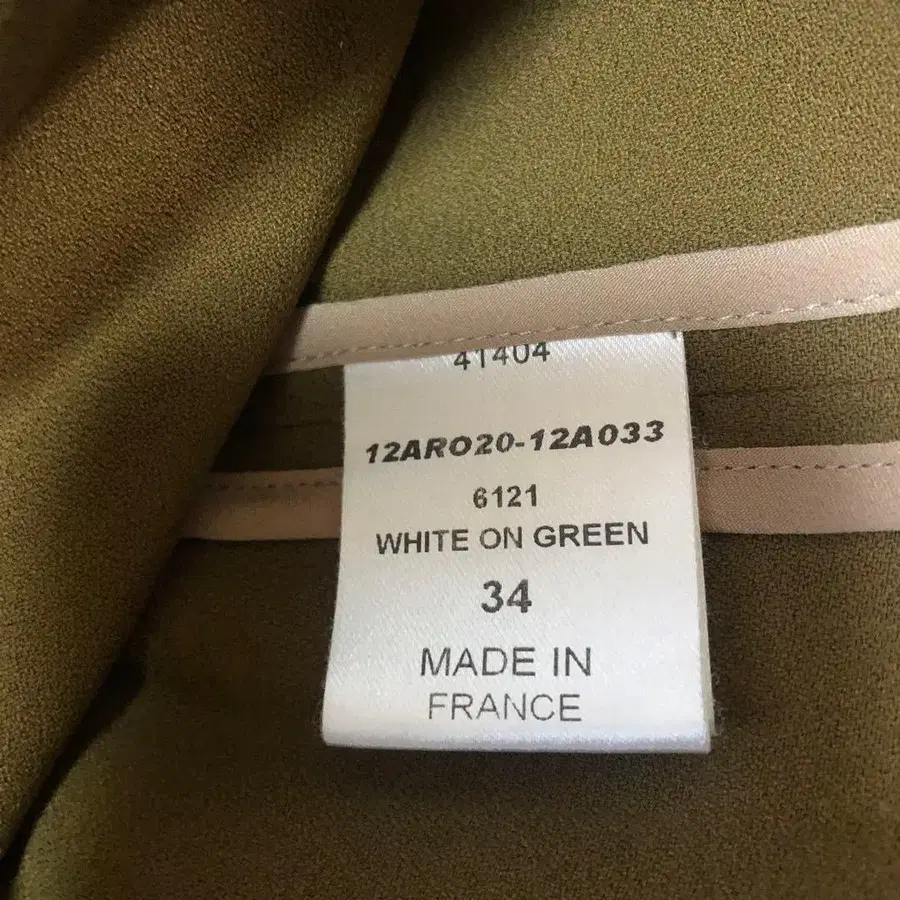 41404
12ARO20-12A033
6121
WHITE ON GREEN
34
MADE IN
FRANCE